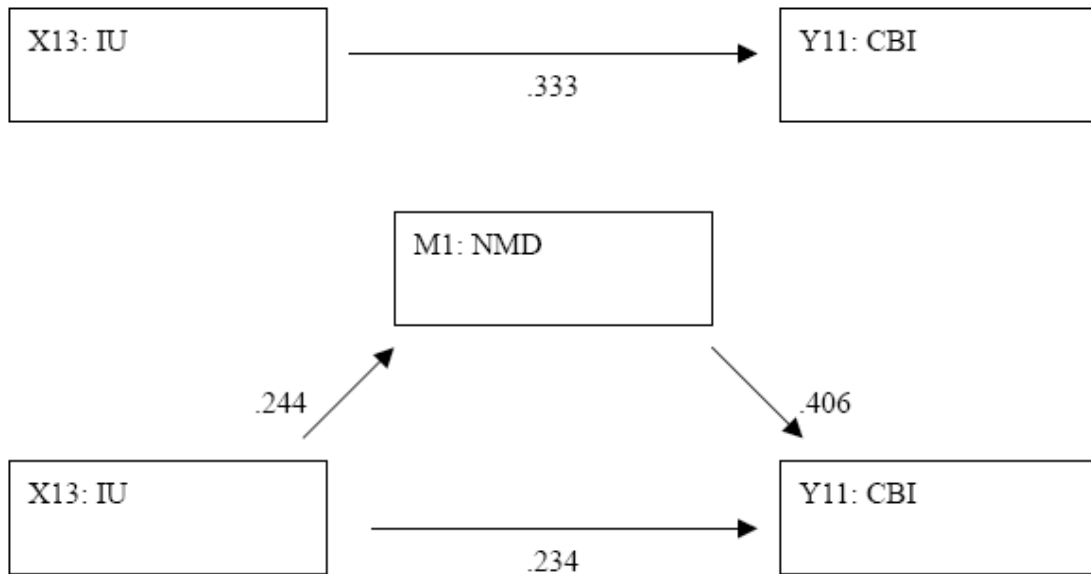 X13: IU
Y11: CBI
.333
M1: NMD
.244
.406
X13: IU
Y11: CBI
.234